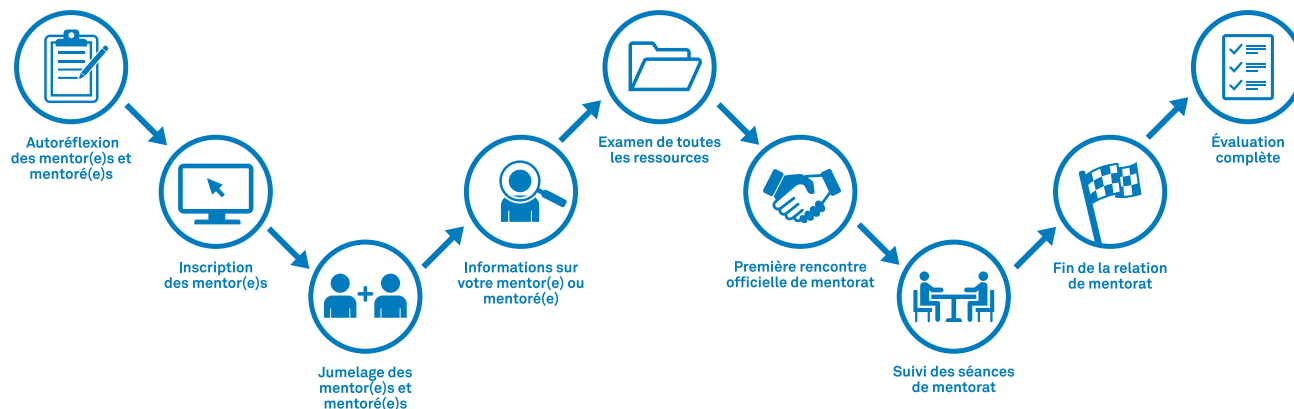 Autoréflexion
des mentor(e)s et
mentoré(e)s
Inscription
des mentor(e)s
Jumelage des
mentor(e)s et
mentoré(e)s
Informations sur
votre mentor(e) ou
mentoré(e)
Examen de toutes
les ressources
Première rencontre
officielle de mentorat
Suivi des séances
de mentorat
Fin de la relation
de mentorat
Évaluation
complète